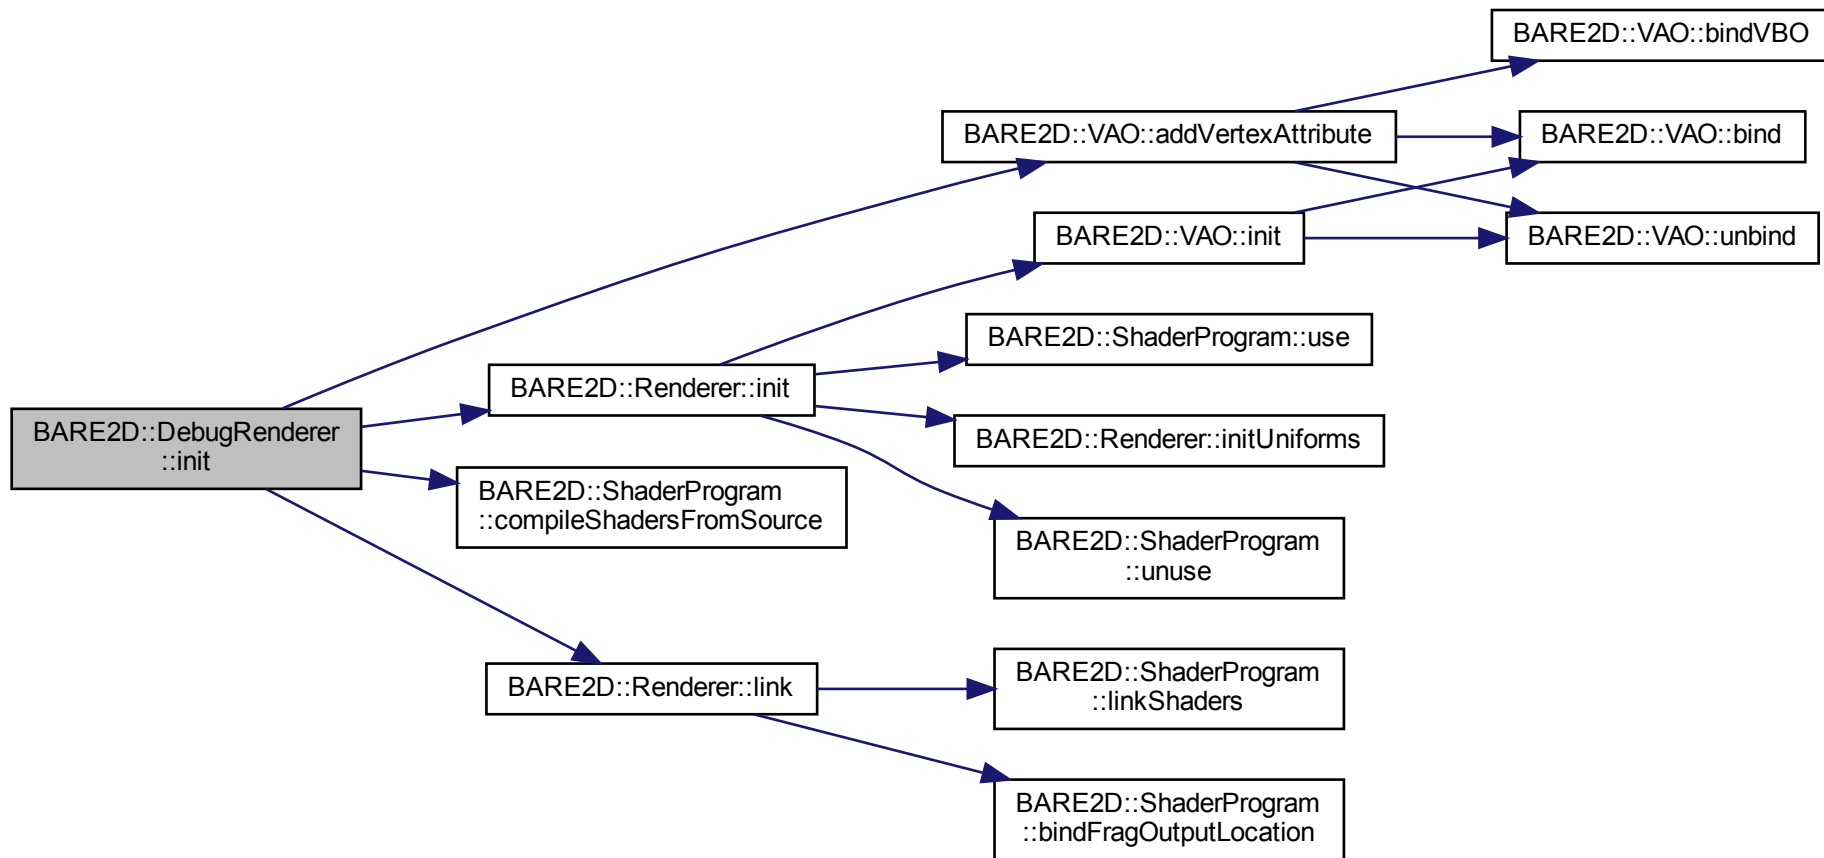 BARE2D::VAO::bindVBO
BARE2D::VAO::addVertexAttribute
BARE2D::VAO::bind
BARE2D::VAO::init
BARE2D::VAO::unbind
BARE2D::ShaderProgram::use
BARE2D::Renderer::init
BARE2D::DebugRenderer
::init
BARE2D::Renderer::initUniforms
BARE2D::ShaderProgram
::compileShadersFromSource
BARE2D::ShaderProgram
::unuse
BARE2D::Renderer::link
BARE2D::ShaderProgram
::linkShaders
BARE2D::ShaderProgram
::bindFragOutputLocation